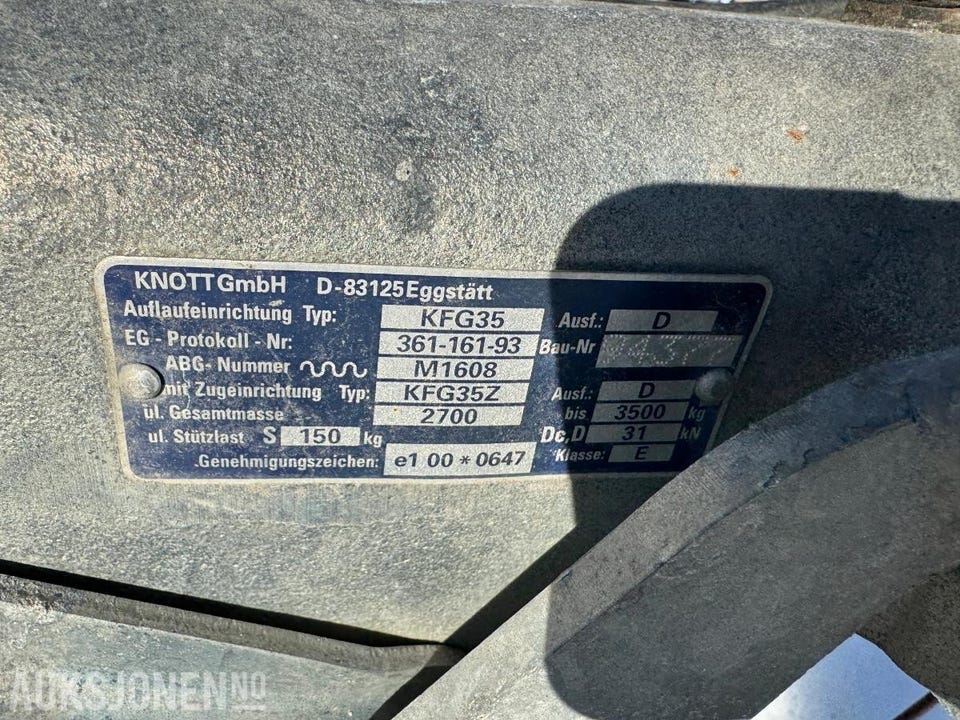 KNOTT GmbH D-83125 Eggstätt
Auflaufeinrichtung Typ: KFG35 Ausf.: D
EG - Protokoll - Nr: 361-161-93 Bau-Nr
ABG- Nummer M1608
mit Zugeinrichtung Typ: KFG35Z Ausf.: D
ul. Gesamtmasse 2700 bis 3500 kg
ul. Stützlast S 150 kg Dc,D 31 kN
Genehmigungszeichen: e1 00 * 0647 Klasse: E
AUKSJONEN NO